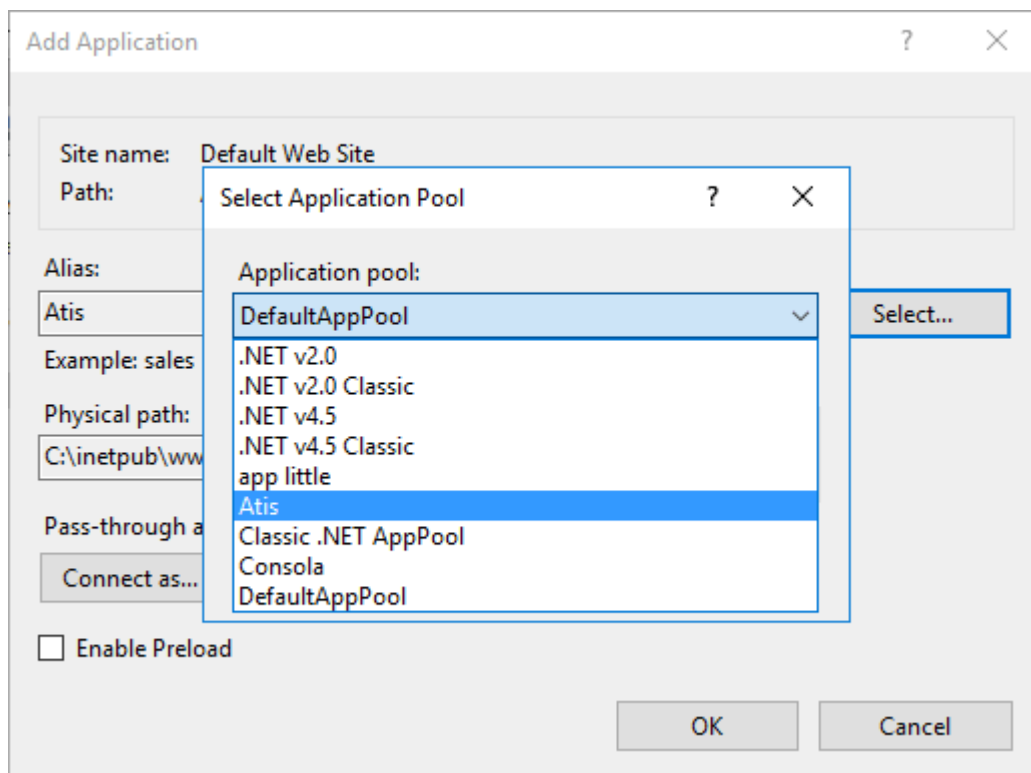 Add Application
?
Site name: Default Web Site
Path:
Select Application Pool
?
Application pool:
DefaultAppPool
.NET v2.0
.NET v2.0 Classic
.NET v4.5
.NET v4.5 Classic
app little
Atis
Classic .NET AppPool
Consola
DefaultAppPool
Alias:
Atis
Select...
Example: sales
Physical path:
C:\inetpub\ww
Pass-through a
Connect as...
Enable Preload
OK
Cancel